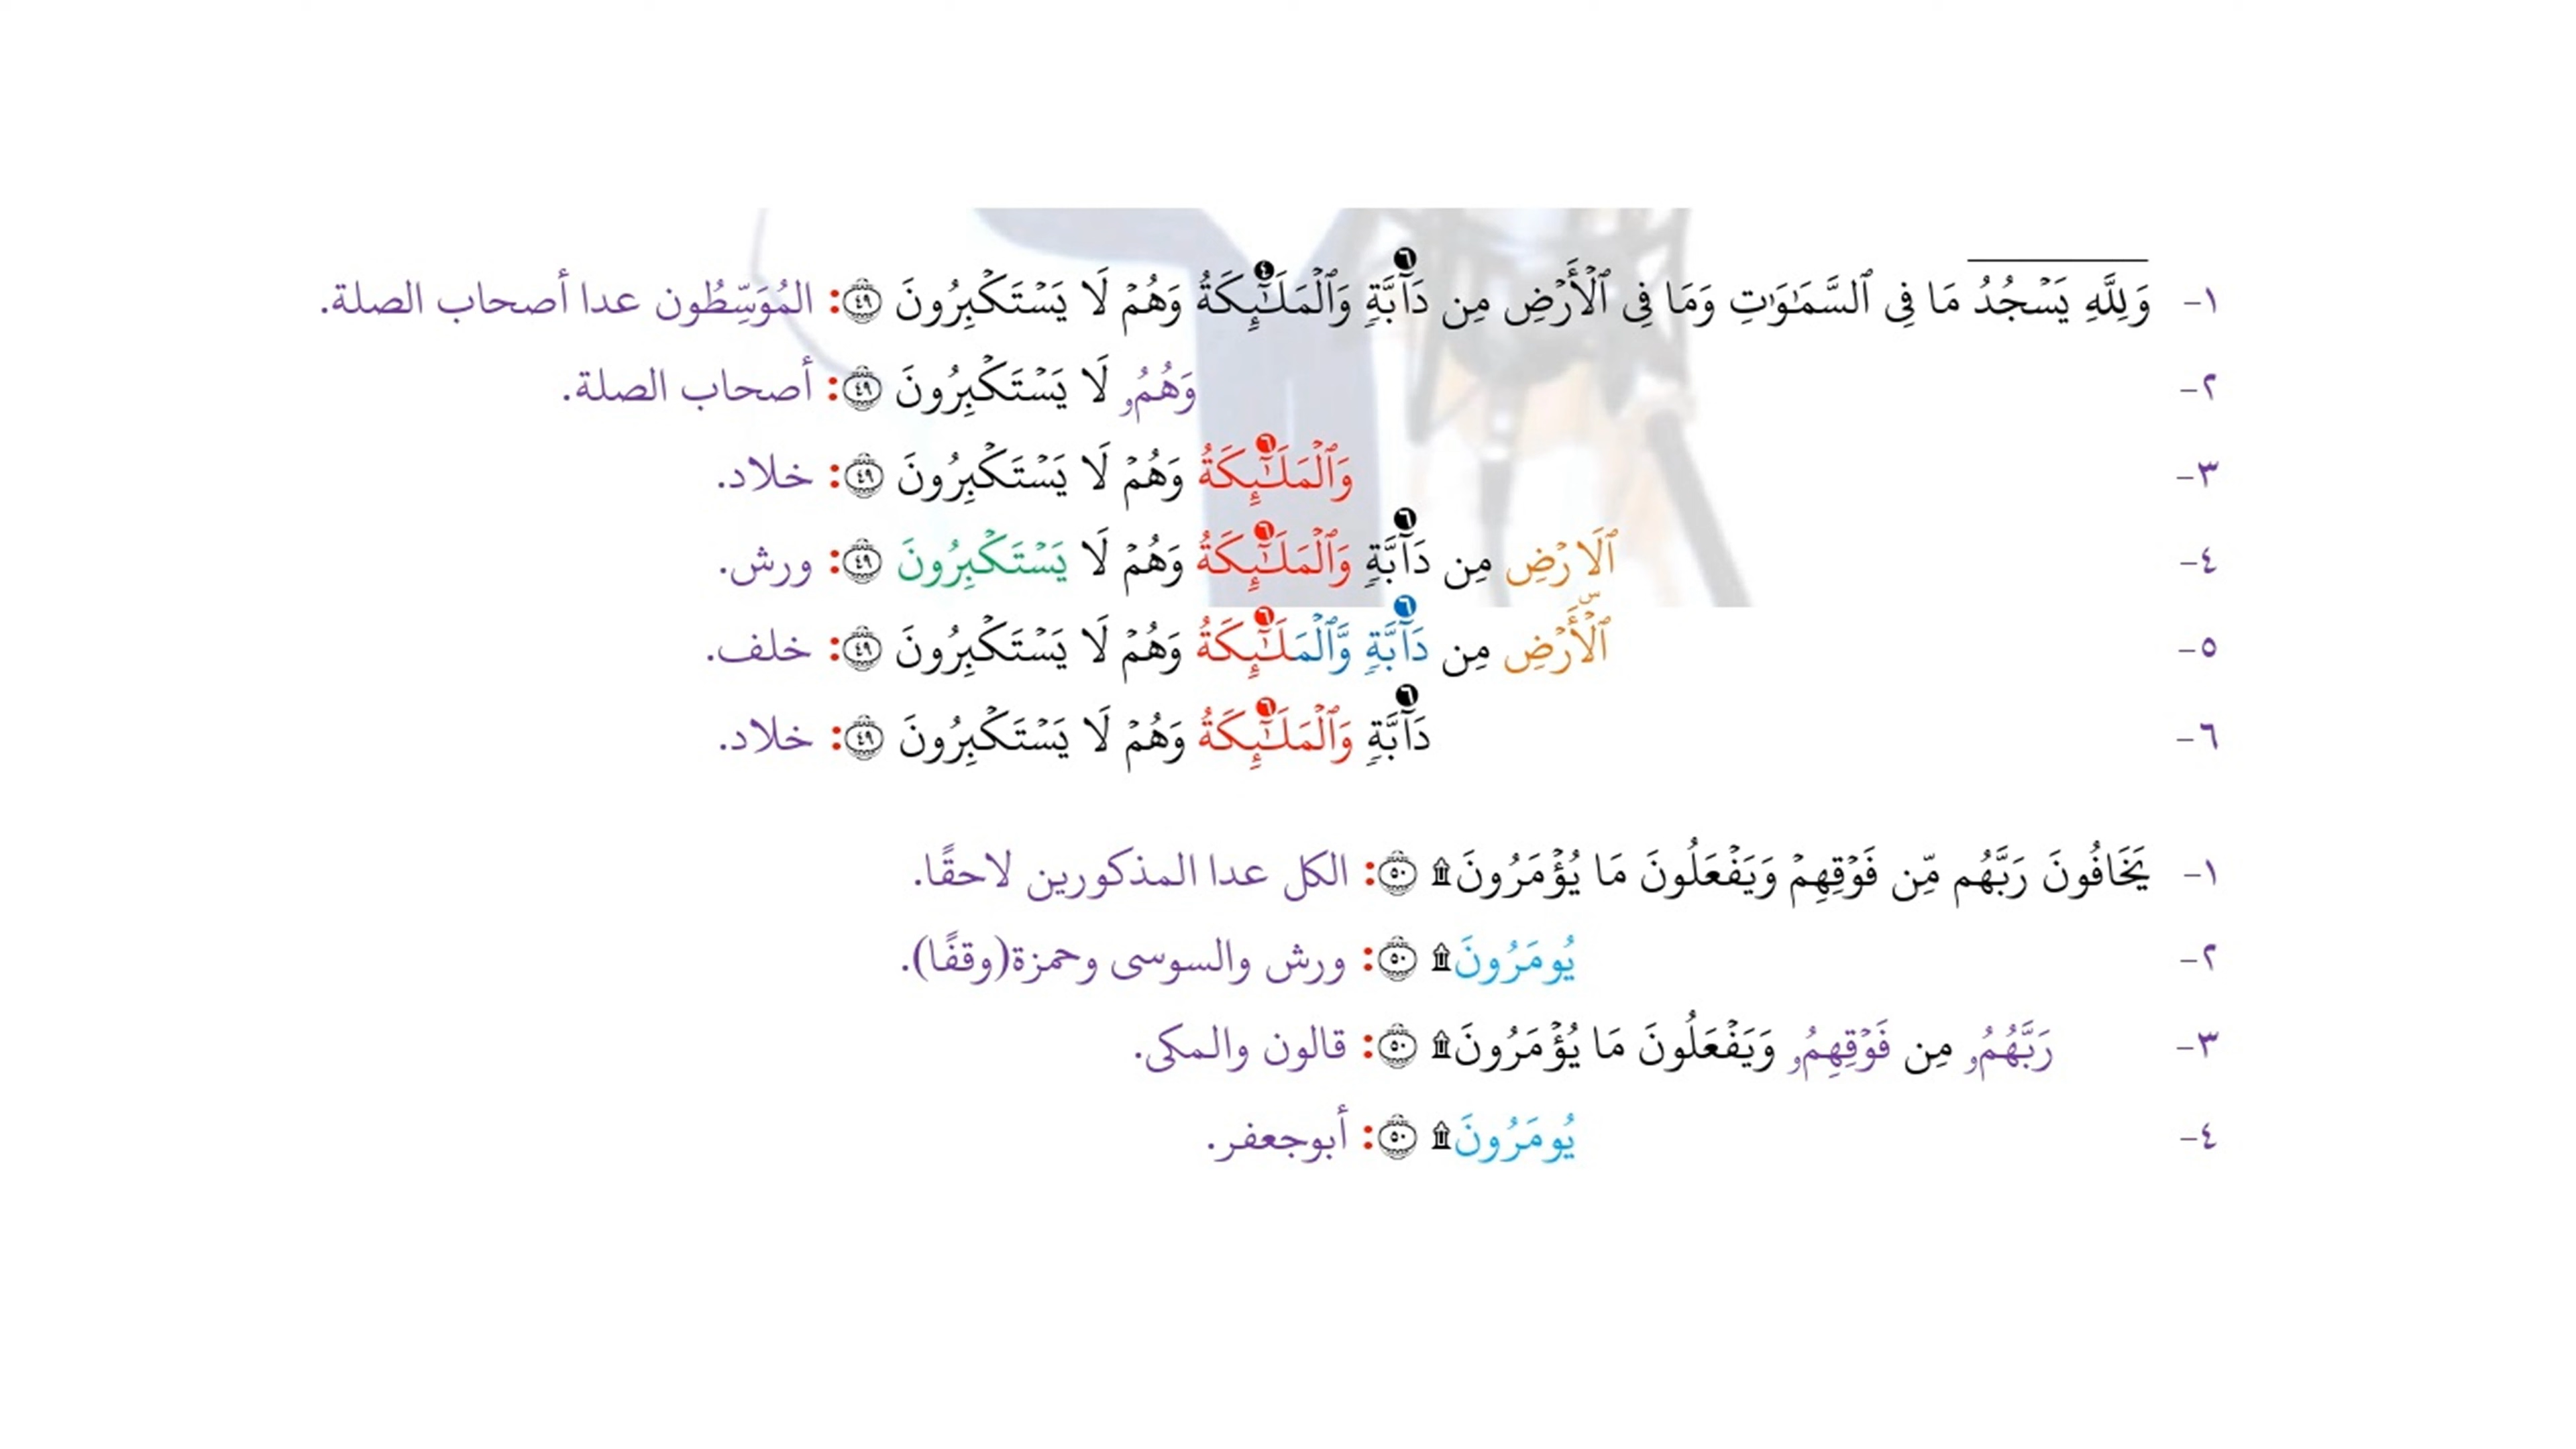 ١- وَلِلَّهِ يَسۡجُدُ مَا فِى ٱلسَّمَٰوَٰتِ وَمَا فِى ٱلۡأَرۡضِ مِن دَآبَّةٖ وَٱلۡمَلَٰٓئِكَةُ وَهُمۡ لَا يَسۡتَكۡبِرُونَ ٤٩: المُوَسِّطُون عدا أصحاب الصلة.
٢- وَهُمُۥ لَا يَسۡتَكۡبِرُونَ ٤٩: أصحاب الصلة.
٣- وَٱلۡمَلَٰٓئِكَةُ وَهُمۡ لَا يَسۡتَكۡبِرُونَ ٤٩: خلاد.
٤- ٱلَارۡضِ مِن دَآبَّةٖ وَٱلۡمَلَٰٓئِكَةُ وَهُمۡ لَا يَسۡتَكۡبِرُونَ ٤٩: ورش.
٥- ٱلۡأَرۡضِ مِن دَآبَّةٖ وَّٱلۡمَلَٰٓئِكَةُ وَهُمۡ لَا يَسۡتَكۡبِرُونَ ٤٩: خلف.
٦- دَآبَّةٖ وَٱلۡمَلَٰٓئِكَةُ وَهُمۡ لَا يَسۡتَكۡبِرُونَ ٤٩: خلاد.
١- يَخَافُونَ رَبَّهُم مِّن فَوۡقِهِمۡ وَيَفۡعَلُونَ مَا يُؤۡمَرُونَ۩ ٥٠: الكل عدا المذكورين لاحقًا.
٢- يُومَرُونَ۩ ٥٠: ورش والسوسى وحمزة(وقفًا).
٣- رَبَّهُمُۥ مِن فَوۡقِهِمُۥ وَيَفۡعَلُونَ مَا يُؤۡمَرُونَ۩ ٥٠: قالون والمكى.
٤- يُومَرُونَ۩ ٥٠: أبوجعفر.